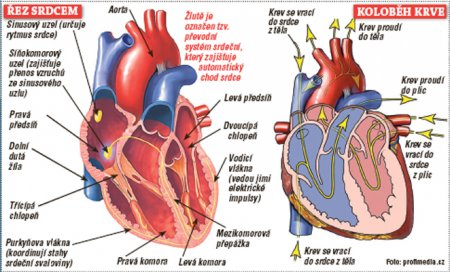 ŘEZ SRDCEM
Sinusový uzel (určuje
rytmus srdce)
Síňokomorový
uzel (zajišťuje
přenos vzruchů
ze sinusového
uzlu)
Pravá
předsíň
Dolní
dutá
žíla
Třícípá
chlopeň
Purkyňova vlákna
(koordinují stahy
srdeční svaloviny)
Aorta
Žlutě je
označen tzv.
převodní
systém srdeční,
který zajišťuje
automatický
chod srdce
Levá předsíň
Dvoucípá
chlopeň
Vodicí
vlákna
(vedou jimi
elektrické
impulsy)
Mezikomorová
přepážka
Pravá komora
Levá komora
KOLOBĚH KRVE
Krev se vrací
do srdce
z těla
Krev proudí
do těla
Krev proudí
do plic
Krev se
vrací do
srdce
z plic
Krev se vrací
do srdce z těla
Foto: profimedia.cz